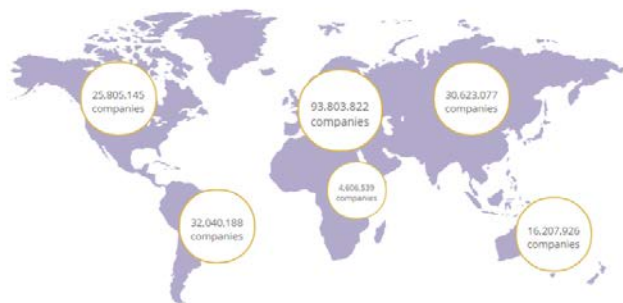 25.805.145
companies
93.803.822
companies
30.623.077
companies
4.606.539
companies
32.040.188
companies
16.207.926
companies